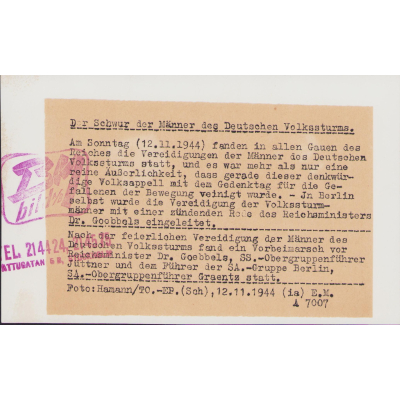 Der Schwur der Männer des Deutschen Volkssturms.
Am Sonntag (12.11.1944) fanden in allen Gauen des
Reiches die Vereidigungen der Männer des Deutschen
Volkssturms statt, und es war mehr als nur eine
reine Äußerlichkeit, dass gerade dieser denkwür-
dige Volksappell mit dem Gedenktag für die Ge-
fallenen der Bewegung veinigt wurde. - Jn Berlin
selbst wurde die Vereidigung der Volkssturm-
männer mit einer zündenden Rede des Reichsministers
Dr. Goebbels eingeleitet.
Nach der feierlichen Vereidigung der Männer des
Deutschen Volkssturms fand ein Vorbeimarsch vor
Reichsminister Dr. Goebbels, SS.-Obergruppenführer
Jüttner und dem Führer der SA.-Gruppe Berlin,
SA.-Obergruppenführer Graentz statt.
Foto:Hamann/TO.-EP.(Sch),12.11.1944 (ia) E.M.
A 7007
bil
TEL. 214424